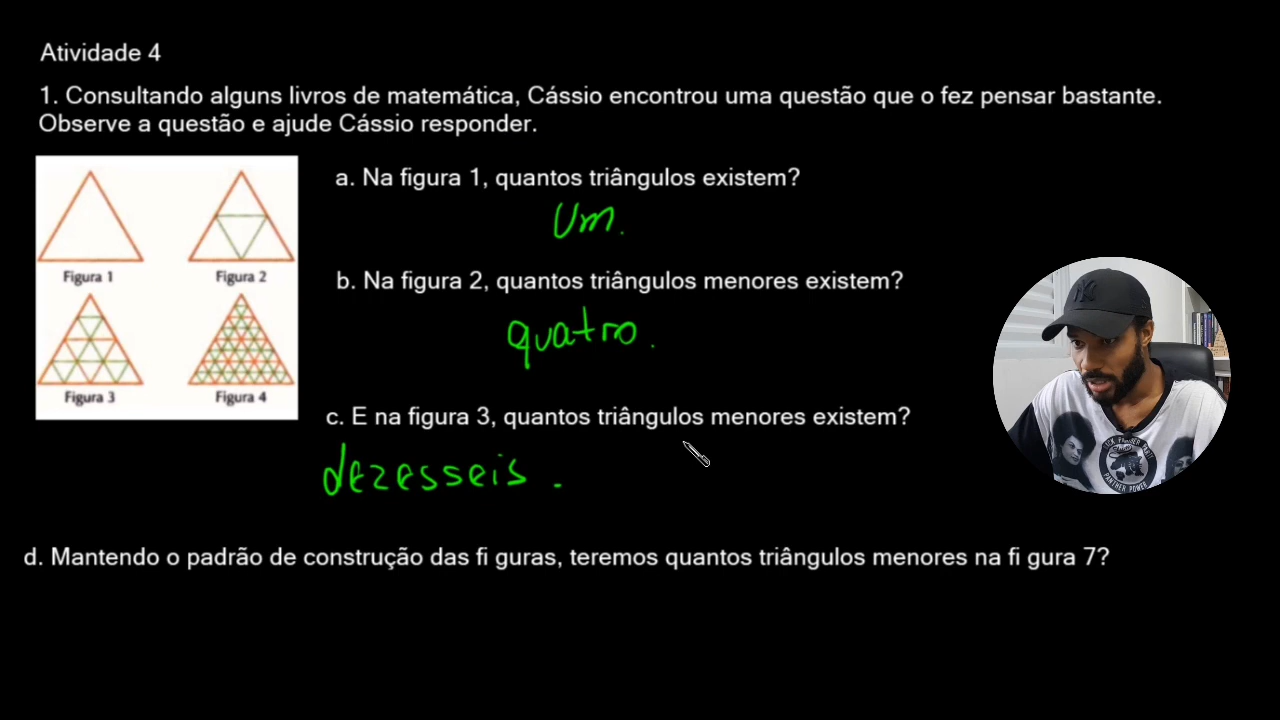 Atividade 4
1. Consultando alguns livros de matemática, Cássio encontrou uma questão que o fez pensar bastante.
Observe a questão e ajude Cássio responder.
a. Na figura 1, quantos triângulos existem?
Um.
b. Na figura 2, quantos triângulos menores existem?
quatro.
c. E na figura 3, quantos triângulos menores existem?
dezesseis.
d. Mantendo o padrão de construção das fi guras, teremos quantos triângulos menores na fi gura 7?
Figura 1
Figura 2
Figura 3
Figura 4
NY
PANTHER POWER